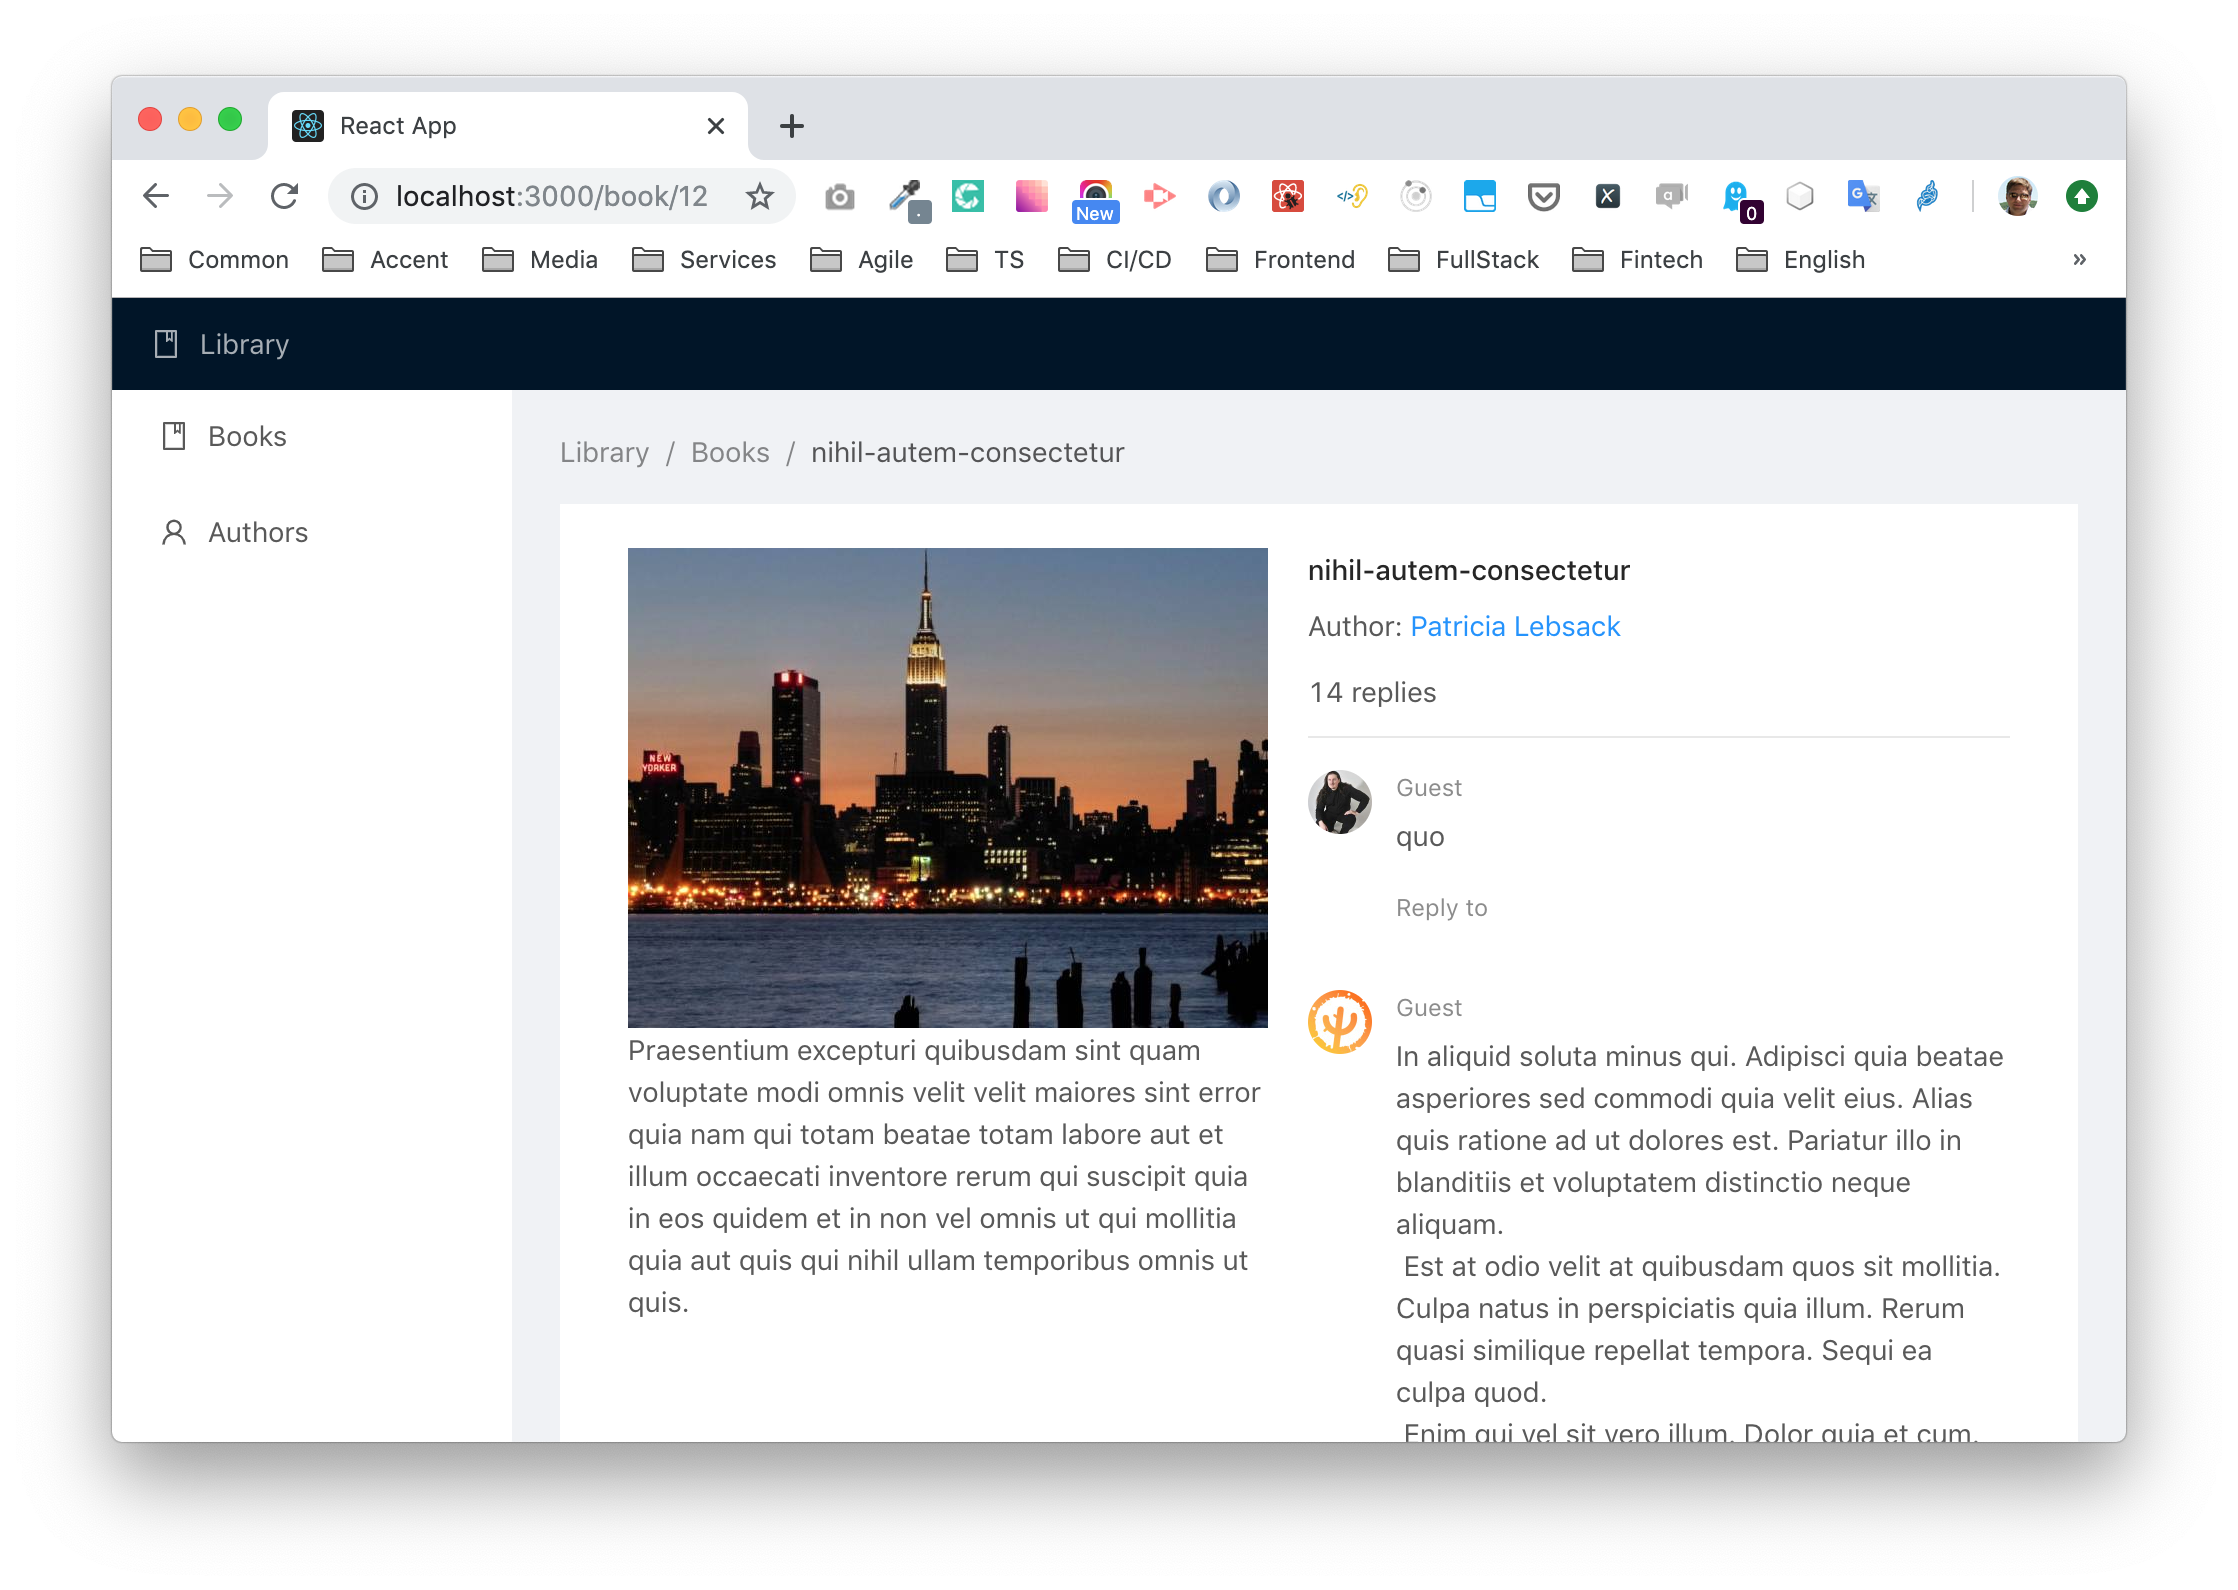 React App
localhost:3000/book/12
New
0
Common Accent Media Services Agile TS CI/CD Frontend FullStack Fintech English »
Library
Books
Authors
Library / Books / nihil-autem-consectetur
NEW
YORKER
Praesentium excepturi quibusdam sint quam
voluptate modi omnis velit velit maiores sint error
quia nam qui totam beatae totam labore aut et
illum occaecati inventore rerum qui suscipit quia
in eos quidem et in non vel omnis ut qui mollitia
quia aut quis qui nihil ullam temporibus omnis ut
quis.
nihil-autem-consectetur
Author: Patricia Lebsack
14 replies
Guest
quo
Reply to
Guest
In aliquid soluta minus qui. Adipisci quia beatae
asperiores sed commodi quia velit eius. Alias
quis ratione ad ut dolores est. Pariatur illo in
blanditiis et voluptatem distinctio neque
aliquam.
Est at odio velit at quibusdam quos sit mollitia.
Culpa natus in perspiciatis quia illum. Rerum
quasi similique repellat tempora. Sequi ea
culpa quod.
Enim qui vel sit vero illum. Dolor quia et cum.